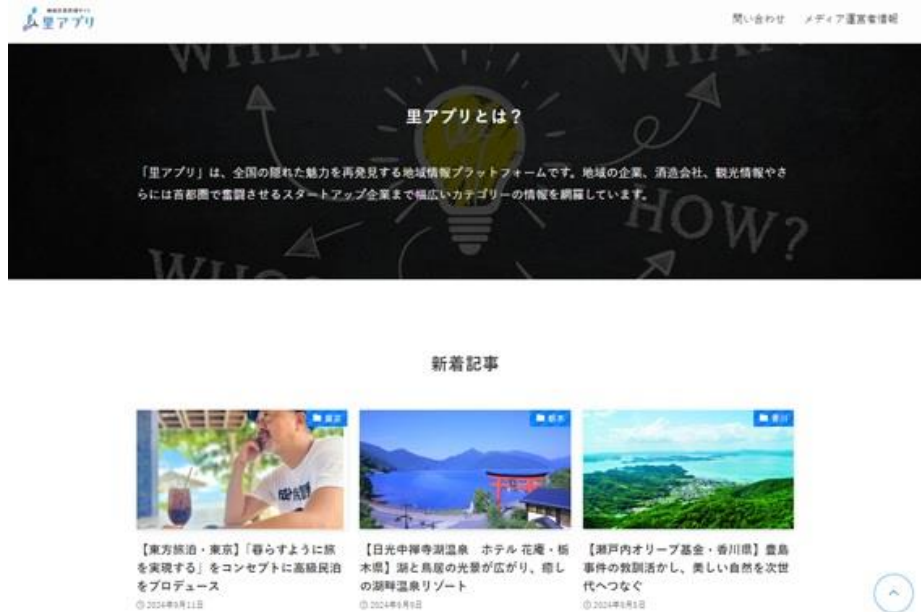 里アプリ
問い合わせ メディア運営者情報
WHEN?
WHAT?
里アプリとは？
「里アプリ」は、全国の隠れた魅力を再発見する地域情報プラットフォームです。地域の企業、酒造会社、観光情報やさ
らには首都圏で奮闘させるスタートアップ企業まで幅広いカテゴリーの情報を網羅しています。
HOW?
新着記事
東京
栃木
香川
【東方旅泊・東京】「暮らすように旅
を実現する」をコンセプトに高級民泊
をプロデュース
【日光中禅寺湖温泉 ホテル 花庵・栃
木県】湖と鳥居の光景が広がり、癒し
の湖畔温泉リゾート
【瀬戸内オリーブ基金・香川県】豊島
事件の教訓活かし、美しい自然を次世
代へつなぐ